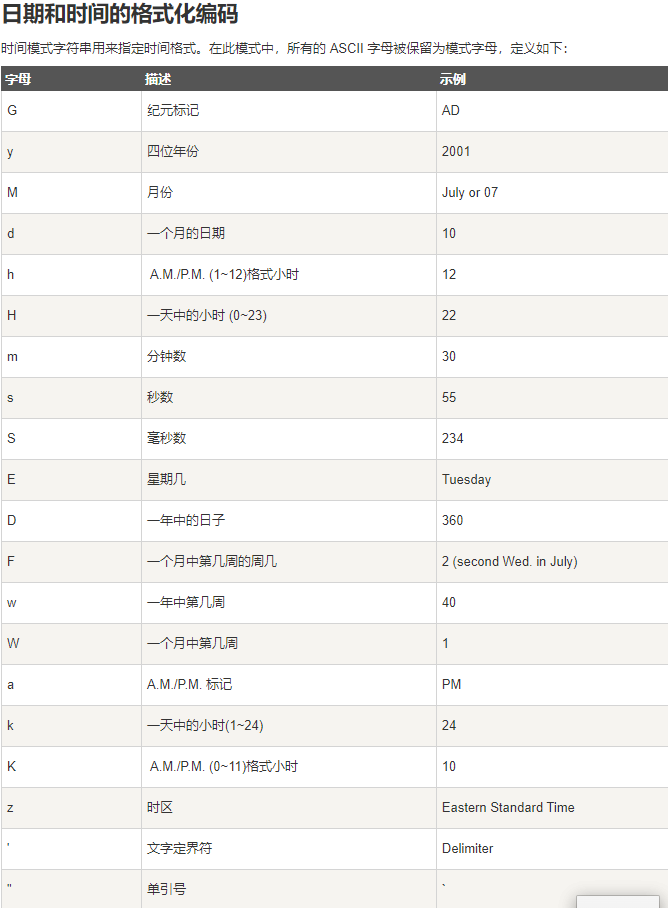 日期和时间的格式化编码
时间模式字符串用来指定时间格式。在此模式中，所有的 ASCII 字母被保留为模式字母，定义如下：
字母 描述 示例
G 纪元标记 AD
y 四位年份 2001
M 月份 July or 07
d 一个月的日期 10
h A.M./P.M. (1~12)格式小时 12
H 一天中的小时 (0~23) 22
m 分钟数 30
s 秒数 55
S 毫秒数 234
E 星期几 Tuesday
D 一年中的日子 360
F 一个月中第几周的周几 2 (second Wed. in July)
w 一年中第几周 40
W 一个月中第几周 1
a A.M./P.M. 标记 PM
k 一天中的小时(1~24) 24
K A.M./P.M. (0~11)格式小时 10
z 时区 Eastern Standard Time
' 文字定界符 Delimiter
" 单引号 `